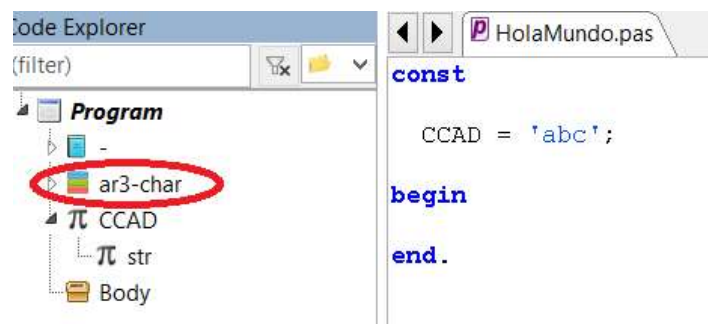 Code Explorer
(filter)
Program
-
ar3-char
π CCAD
π str
Body
HolaMundo.pas
const
CCAD = 'abc';
begin
end.